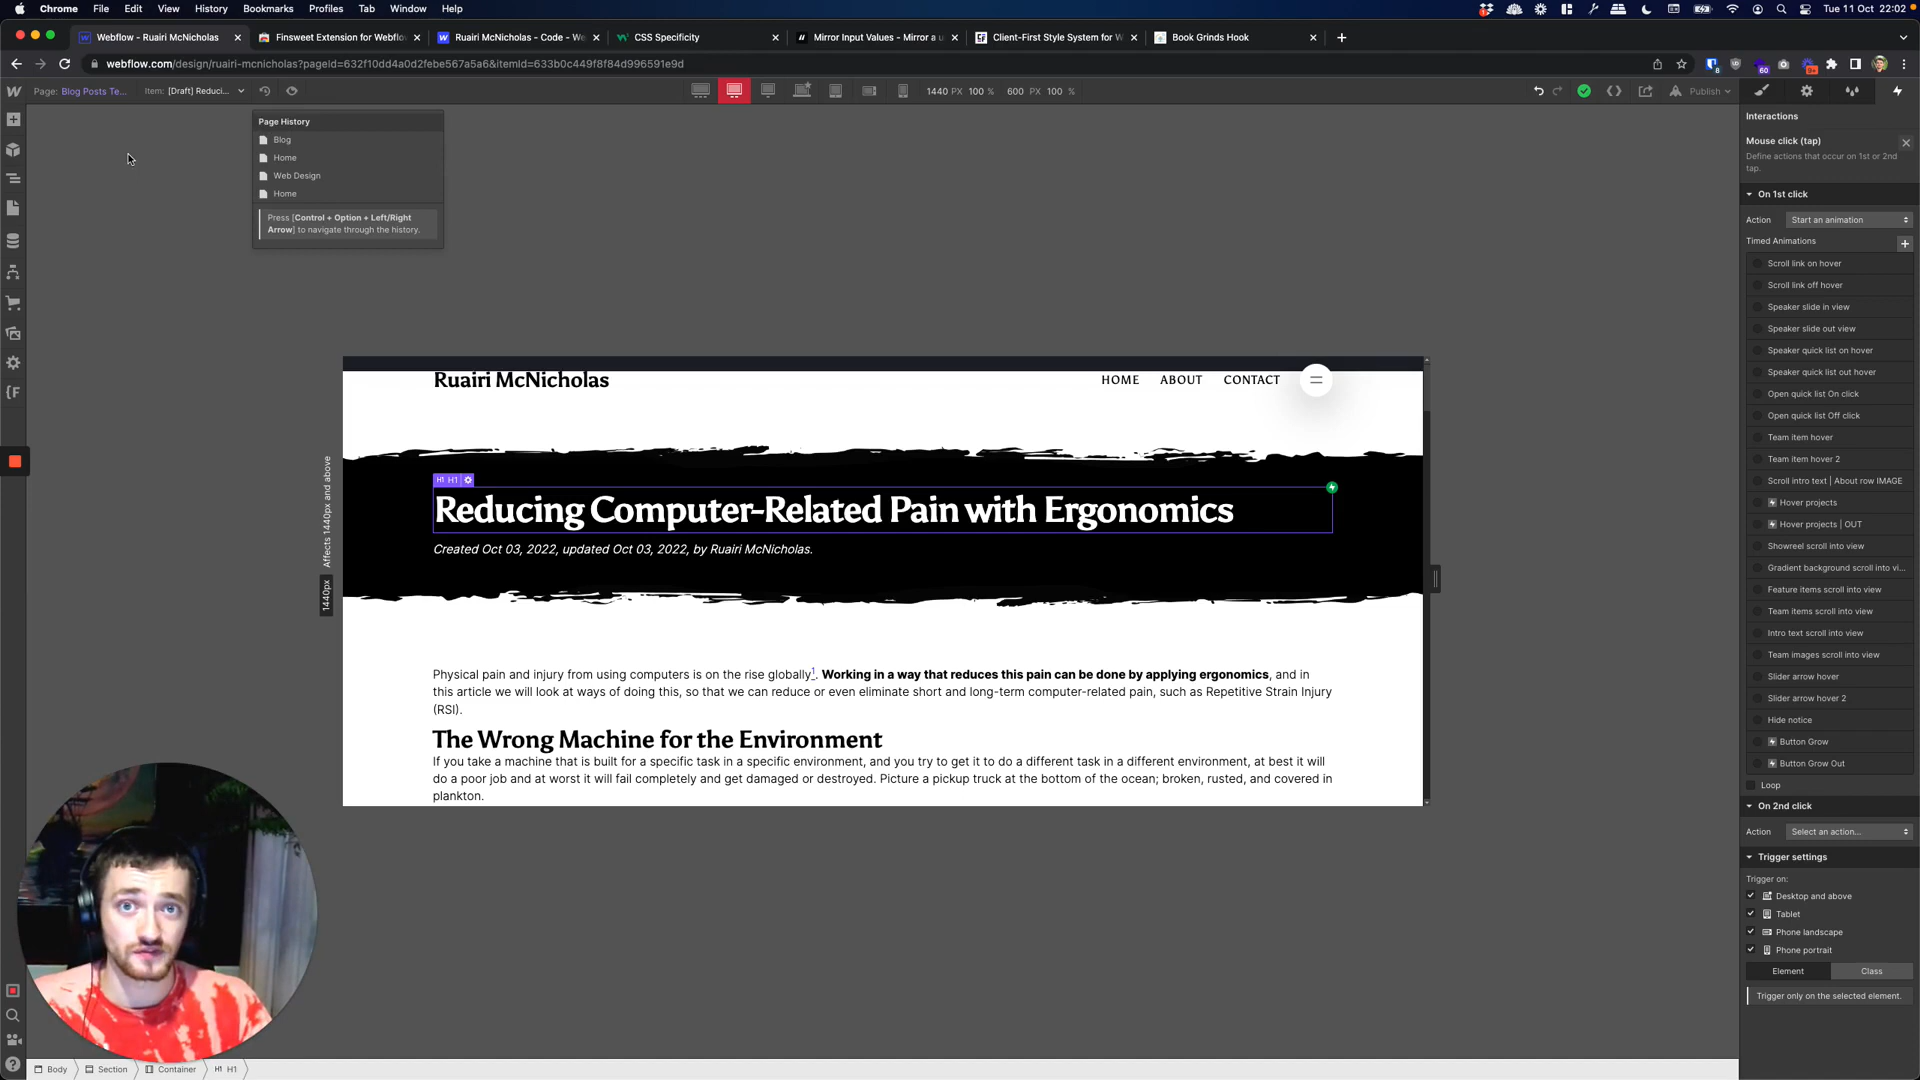 Chrome File Edit View History Bookmarks Profiles Tab Window Help
Tue 11 Oct 22:02
Webflow - Ruairi McNicholas
Finsweet Extension for Webflow
Ruairi McNicholas - Code - We
CSS Specificity
Mirror Input Values - Mirror a u
Client-First Style System for W
Book Grinds Hook
webflow.com/design/ruairi-mcnicholas?pageId=632f10dd4a0d2febe567a5a6&itemId=633b0c449f8f84d996591e9d
Page: Blog Posts Te...
Item: [Draft] Reduci...
1440 PX 100 % 600 PX 100 %
Publish
Page History
Blog
Home
Web Design
Home
Press [Control + Option + Left/Right
Arrow] to navigate through the history.
Affects 1440px and above
1440px
Ruairi McNicholas
HOME ABOUT CONTACT
H1 H1
Reducing Computer-Related Pain with Ergonomics
Created Oct 03, 2022, updated Oct 03, 2022, by Ruairi McNicholas.
Physical pain and injury from using computers is on the rise globally1. Working in a way that reduces this pain can be done by applying ergonomics, and in
this article we will look at ways of doing this, so that we can reduce or even eliminate short and long-term computer-related pain, such as Repetitive Strain Injury
(RSI).
The Wrong Machine for the Environment
If you take a machine that is built for a specific task in a specific environment, and you try to get it to do a different task in a different environment, at best it will
do a poor job and at worst it will fail completely and get damaged or destroyed. Picture a pickup truck at the bottom of the ocean; broken, rusted, and covered in
plankton.
Interactions
Mouse click (tap)
Define actions that occur on 1st or 2nd
tap.
On 1st click
Action Start an animation
Timed Animations
Scroll link on hover
Scroll link off hover
Speaker slide in view
Speaker slide out view
Speaker quick list on hover
Speaker quick list out hover
Open quick list On click
Open quick list Off click
Team item hover
Team item hover 2
Scroll intro text | About row IMAGE
Hover projects
Hover projects | OUT
Showreel scroll into view
Gradient background scroll into vi...
Feature items scroll into view
Team items scroll into view
Intro text scroll into view
Team images scroll into view
Slider arrow hover
Slider arrow hover 2
Hide notice
Button Grow
Button Grow Out
Loop
On 2nd click
Action Select an action...
Trigger settings
Trigger on:
Desktop and above
Tablet
Phone landscape
Phone portrait
Element Class
Trigger only on the selected element.
Body Section Container H1 H1